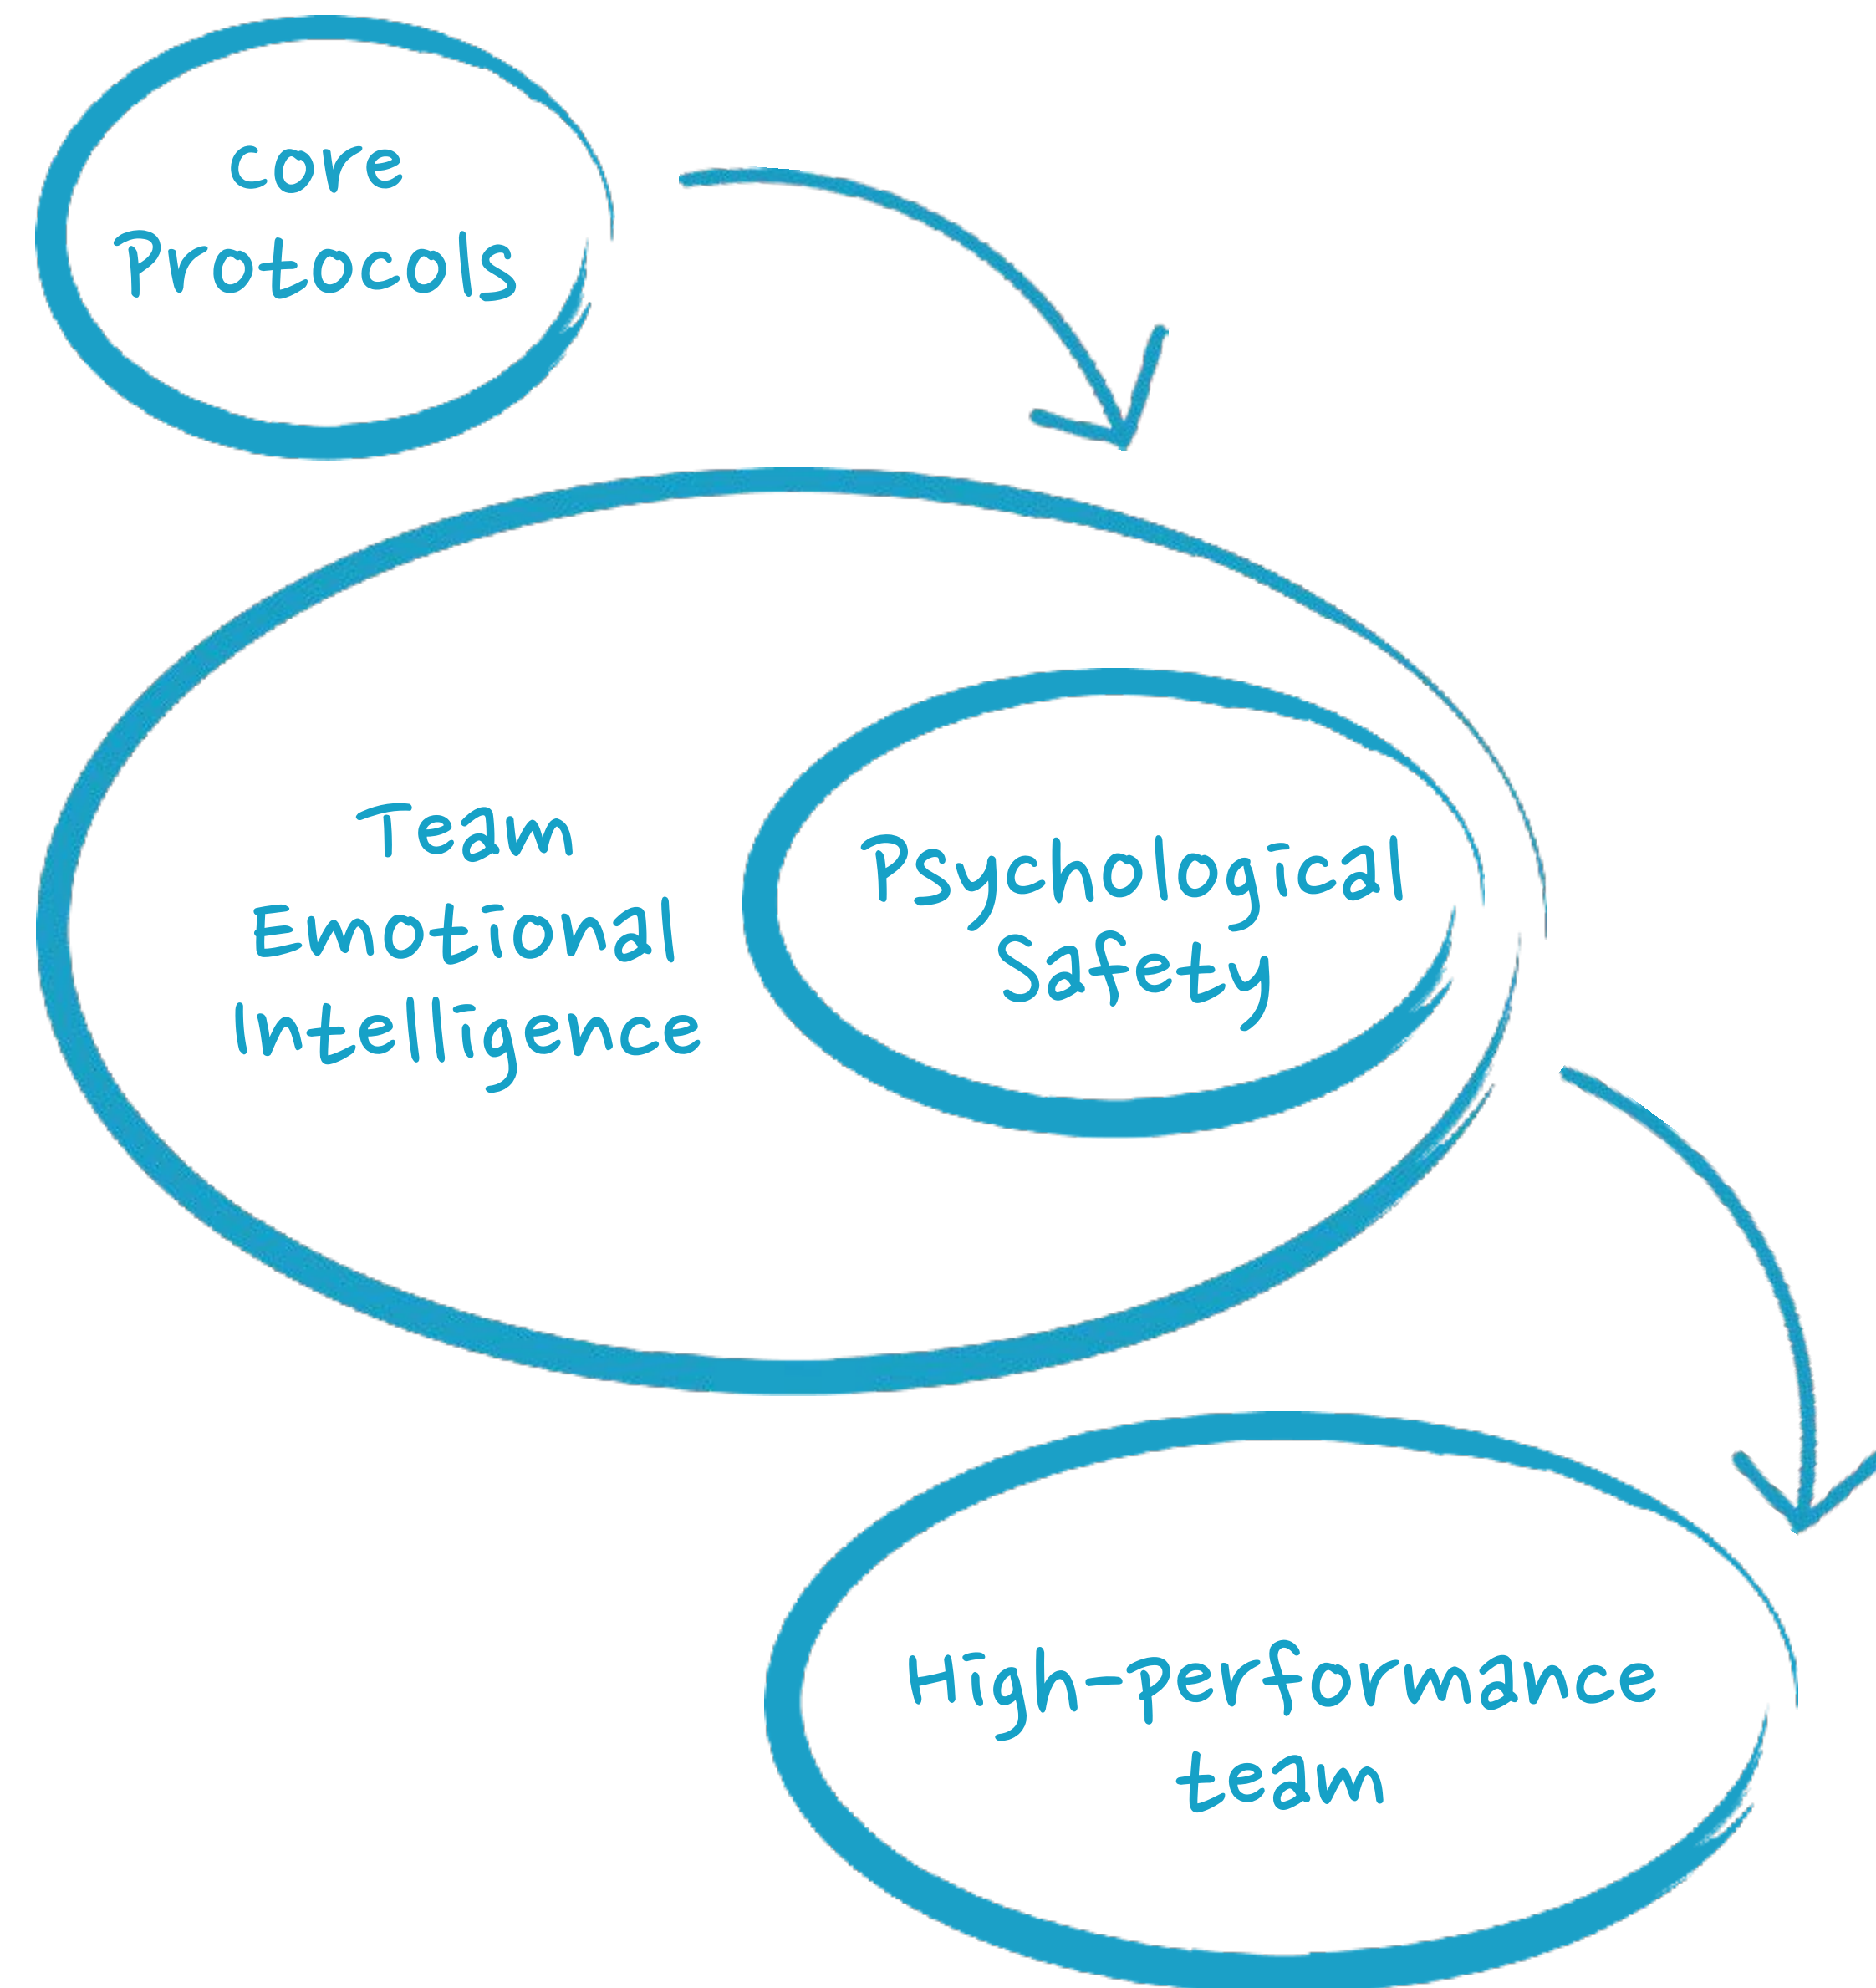 Core
Protocols
Team
Emotional
Intelligence
Psychological
Safety
High-performance
team